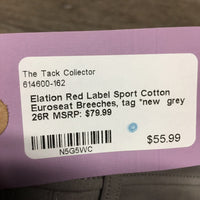 The Tack Collector
614600-162
Elation Red Label Sport Cotton
Euroseat Breeches, tag *new grey
26R MSRP: $79.99
N5G5WC
$55.99